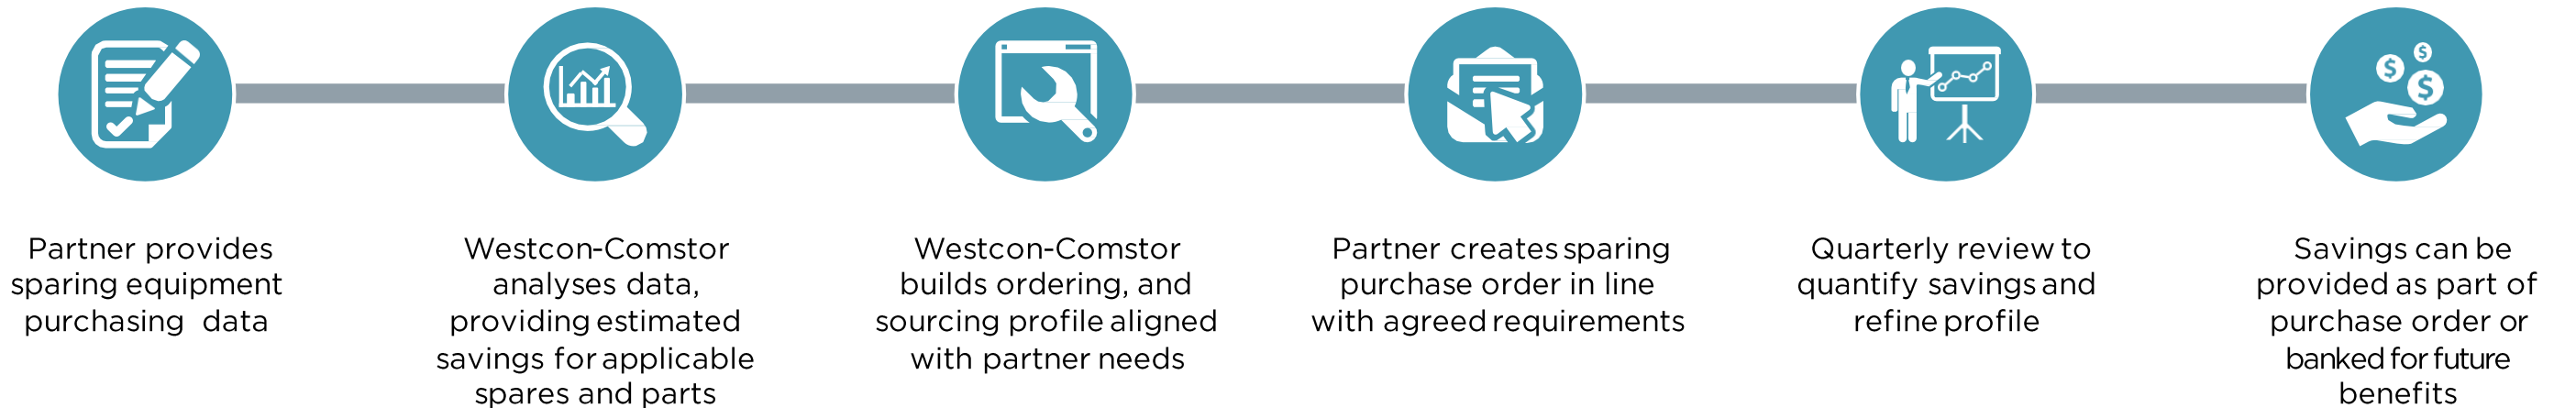 Partner provides
sparing equipment
purchasing data
Westcon-Comstor
analyses data,
providing estimated
savings for applicable
spares and parts
Westcon-Comstor
builds ordering, and
sourcing profile aligned
with partner needs
Partner creates sparing
purchase order in line
with agreed requirements
Quarterly review to
quantify savings and
refine profile
Savings can be
provided as part of
purchase order or
banked for future
benefits
$
$
$